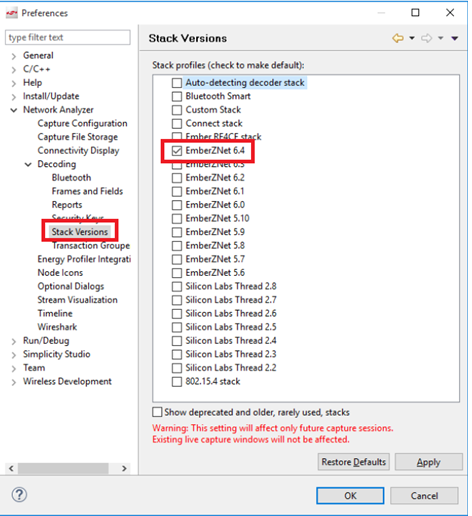 Preferences
type filter text
General
C/C++
Help
Install/Update
Network Analyzer
Capture Configuration
Capture File Storage
Connectivity Display
Decoding
Bluetooth
Frames and Fields
Reports
Security Keys
Stack Versions
Transaction Groupe
Energy Profiler Integrati
Node Icons
Optional Dialogs
Stream Visualization
Timeline
Wireshark
Run/Debug
Simplicity Studio
Team
Wireless Development
Stack Versions
Stack profiles (check to make default):
Auto-detecting decoder stack
Bluetooth Smart
Custom Stack
Connect stack
Ember RF4CE stack
EmberZNet 6.4
EmberZNet 6.3
EmberZNet 6.2
EmberZNet 6.1
EmberZNet 6.0
EmberZNet 5.10
EmberZNet 5.9
EmberZNet 5.8
EmberZNet 5.7
EmberZNet 5.6
Silicon Labs Thread 2.8
Silicon Labs Thread 2.7
Silicon Labs Thread 2.6
Silicon Labs Thread 2.5
Silicon Labs Thread 2.4
Silicon Labs Thread 2.3
Silicon Labs Thread 2.2
802.15.4 stack
Show deprecated and older, rarely used, stacks
Warning: This setting will affect only future capture sessions.
Existing live capture windows will not be affected.
Restore Defaults
Apply
?
OK
Cancel